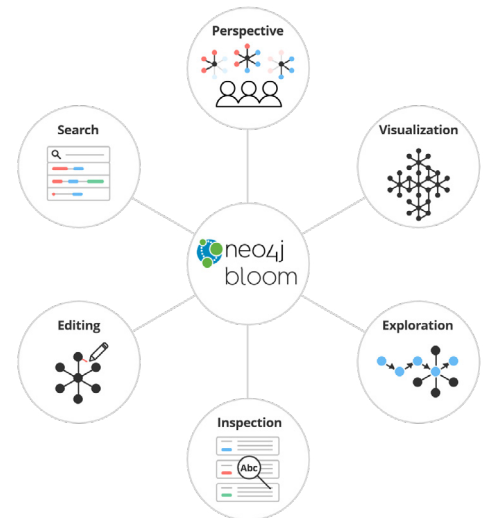 Perspective
Search
Visualization
neo4j
bloom
Editing
Exploration
Inspection
Abc